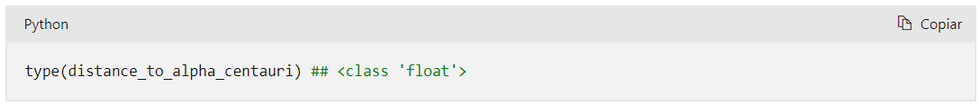 Python
Copiar
type(distance_to_alpha_centauri) ## <class 'float'>